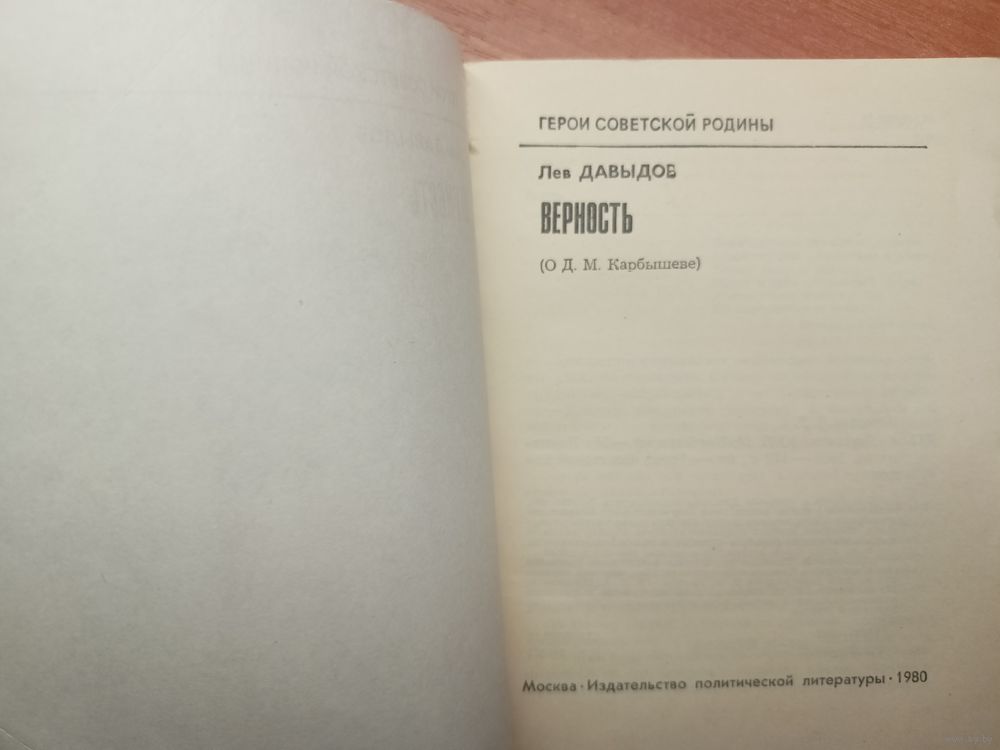 ГЕРОИ СОВЕТСКОЙ РОДИНЫ
Лев ДАВЫДОВ
ВЕРНОСТЬ
(О Д. М. Карбышеве)
Москва · Издательство политической литературы · 1980